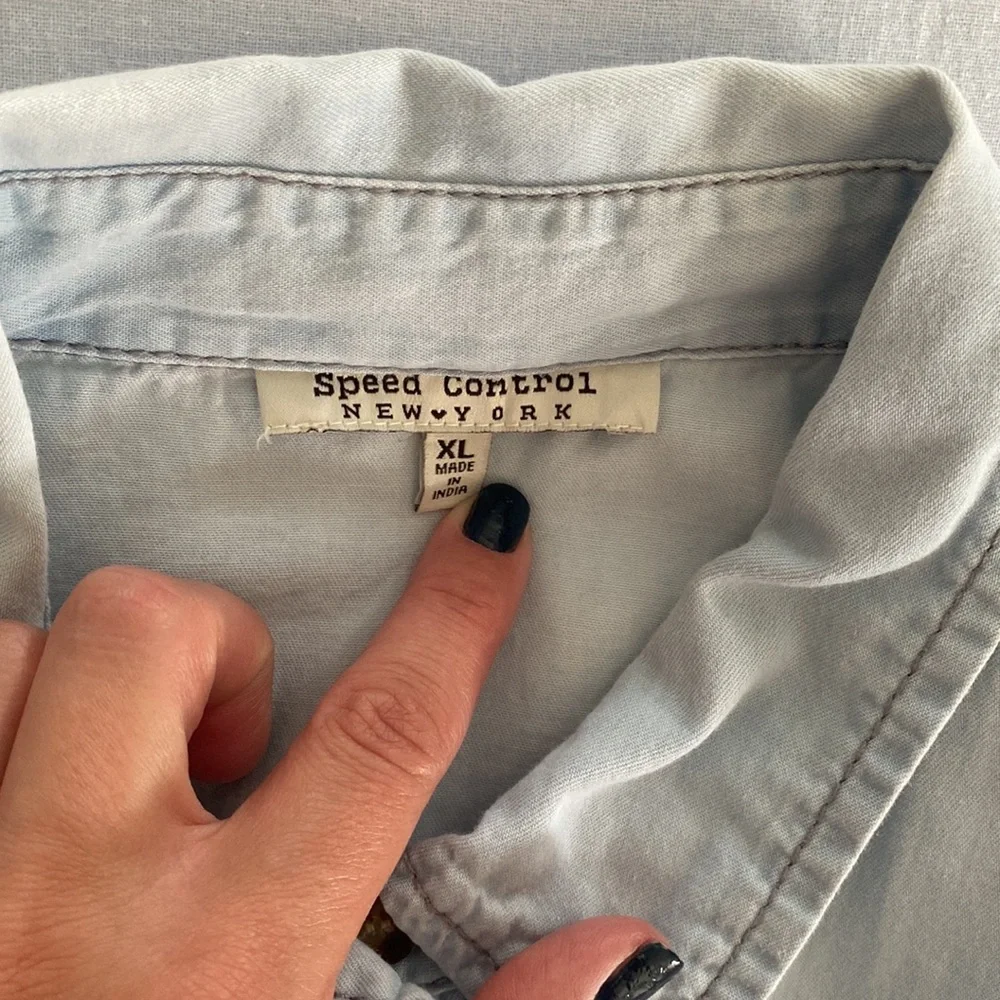 Speed Control
NEW♥YORK
XL
MADE
IN
INDIA